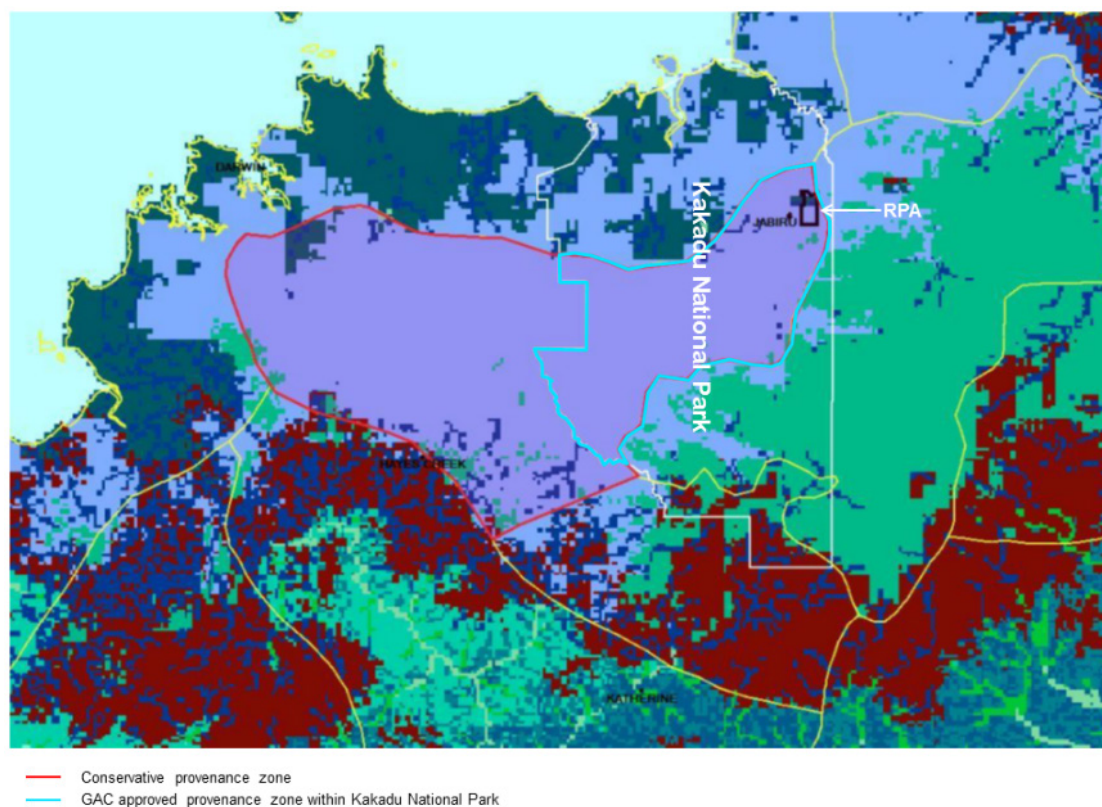 DARWIN
Kakadu National Park
JABIRU
RPA
HAYES CREEK
KATHERINE
Conservative provenance zone
GAC approved provenance zone within Kakadu National Park